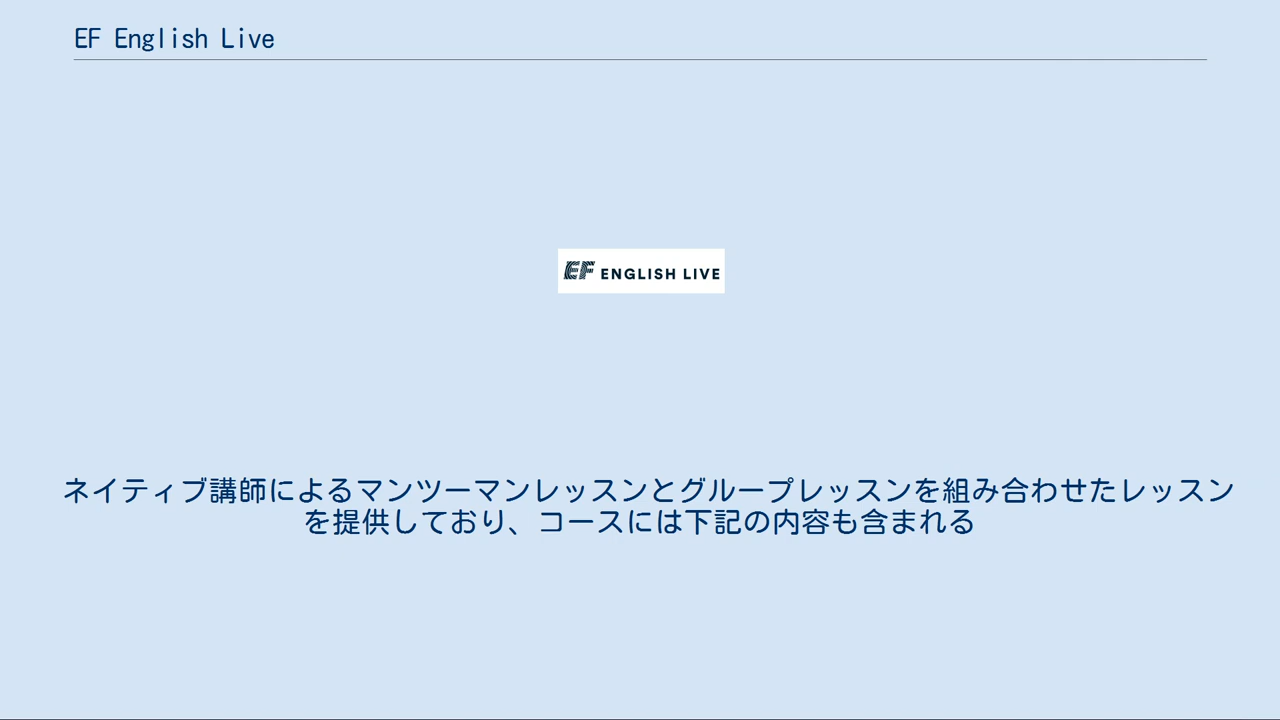 EF English Live
EF ENGLISH LIVE
ネイティブ講師によるマンツーマンレッスンとグループレッスンを組み合わせたレッスン
を提供しており、コースには下記の内容も含まれる